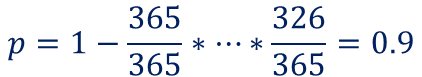 p = 1 − 365/365 * ⋯ * 326/365 = 0.9